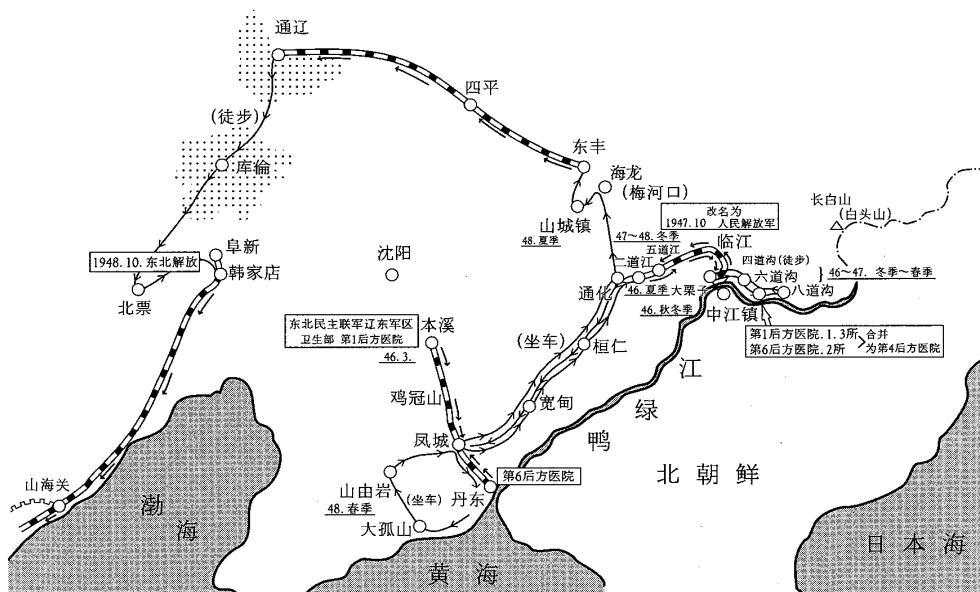 通辽
四平
(徒步)
库倫
东丰
海龙
(梅河口)
山城镇
48.夏季
改名为
1947.10 人民解放军
长白山
(白头山)
47～48.冬季
五道江
二道江
临江
四道沟(徒步)
六道沟
八道沟
46～47. 冬季～春季
通化
46.夏季
大栗子
46.秋冬季
中江镇
第1后方医院.1.3所
第6后方医院.2所
合并
为第4后方医院
阜新
韩家店
1948.10.东北解放
北票
沈阳
东北民主联军辽东军区
卫生部 第1后方医院
46.3.
本溪
(坐车)
桓仁
鸡冠山
宽甸
凤城
鸭绿江
北朝鲜
第6后方医院
山由岩
48.春季
(坐车)
丹东
大孤山
山海关
渤海
黄海
日本海